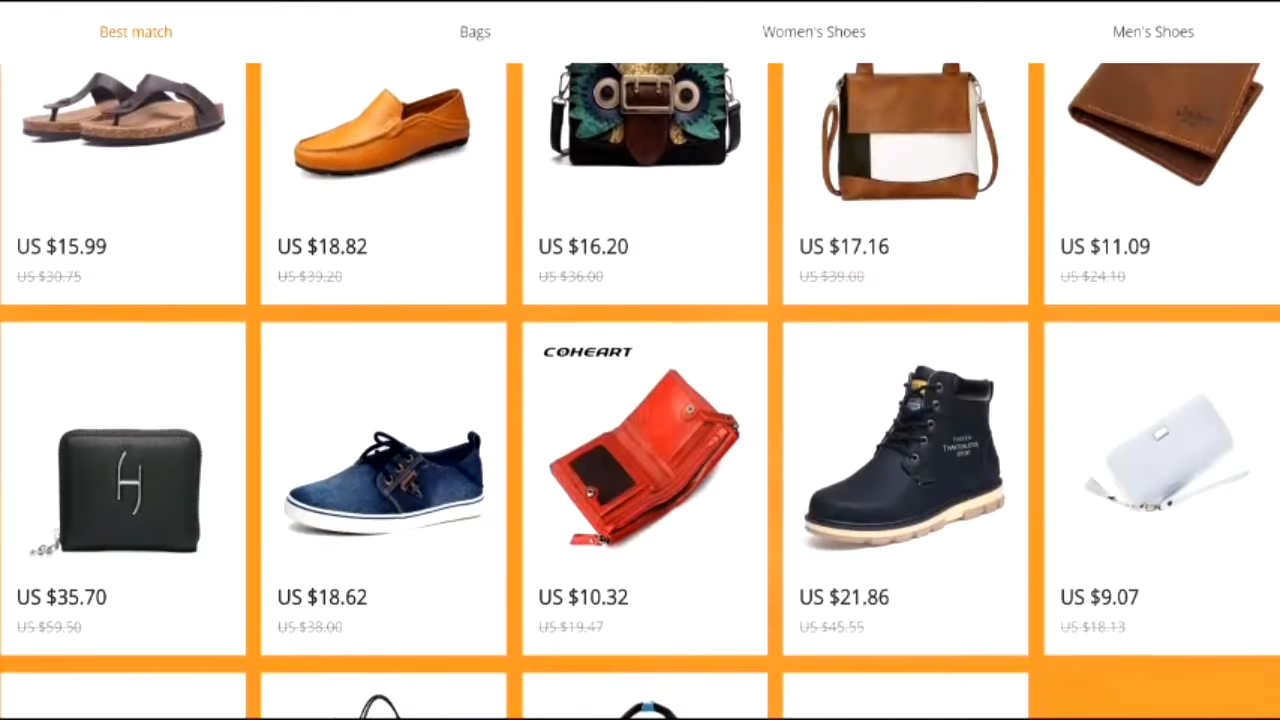 Best match
Bags
Women's Shoes
Men's Shoes
US $15.99
US $18.82
US $16.20
US $17.16
US $11.09
US $30.75
US $39.20
US $36.00
US $39.00
US $24.10
COHEART
US $35.70
US $18.62
US $10.32
US $21.86
US $9.07
US $59.50
US $38.00
US $19.47
US $45.55
US $18.13